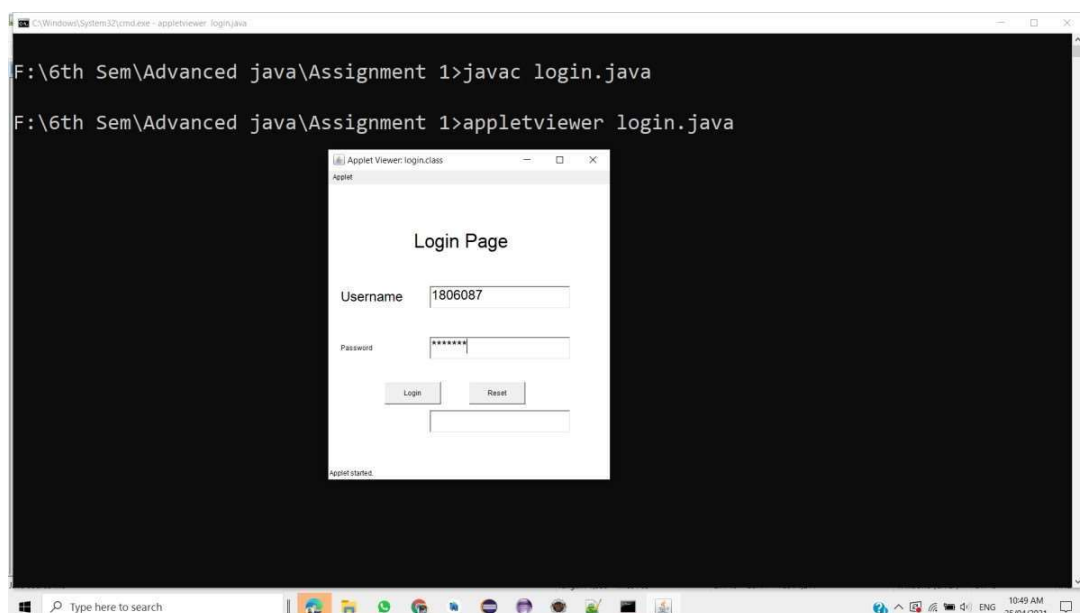 C:\Windows\System32\cmd.exe - appletviewer login.java
F:\6th Sem\Advanced java\Assignment 1>javac login.java
F:\6th Sem\Advanced java\Assignment 1>appletviewer login.java
Applet Viewer: login.class
Applet
Login Page
Username 1806087
Password *******
Login Reset
Applet started.
Type here to search
ENG
10:49 AM